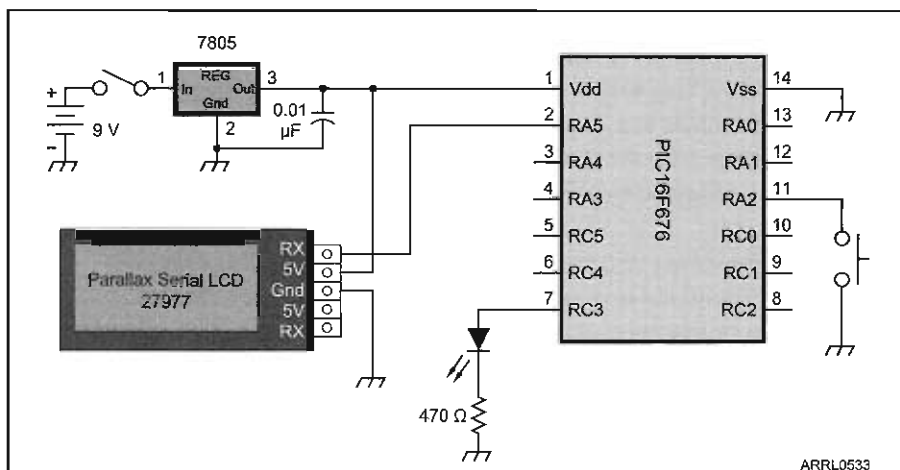 7805
1 REG 3
In Out
Gnd
2
+
-
9 V
0.01
µF
Parallax Serial LCD
27977
RX
5V
Gnd
5V
RX
PIC16F676
1 Vdd
2 RA5
3 RA4
4 RA3
5 RC5
6 RC4
7 RC3
Vss 14
RA0 13
RA1 12
RA2 11
RC0 10
RC1 9
RC2 8
470 Ω
ARRL0533